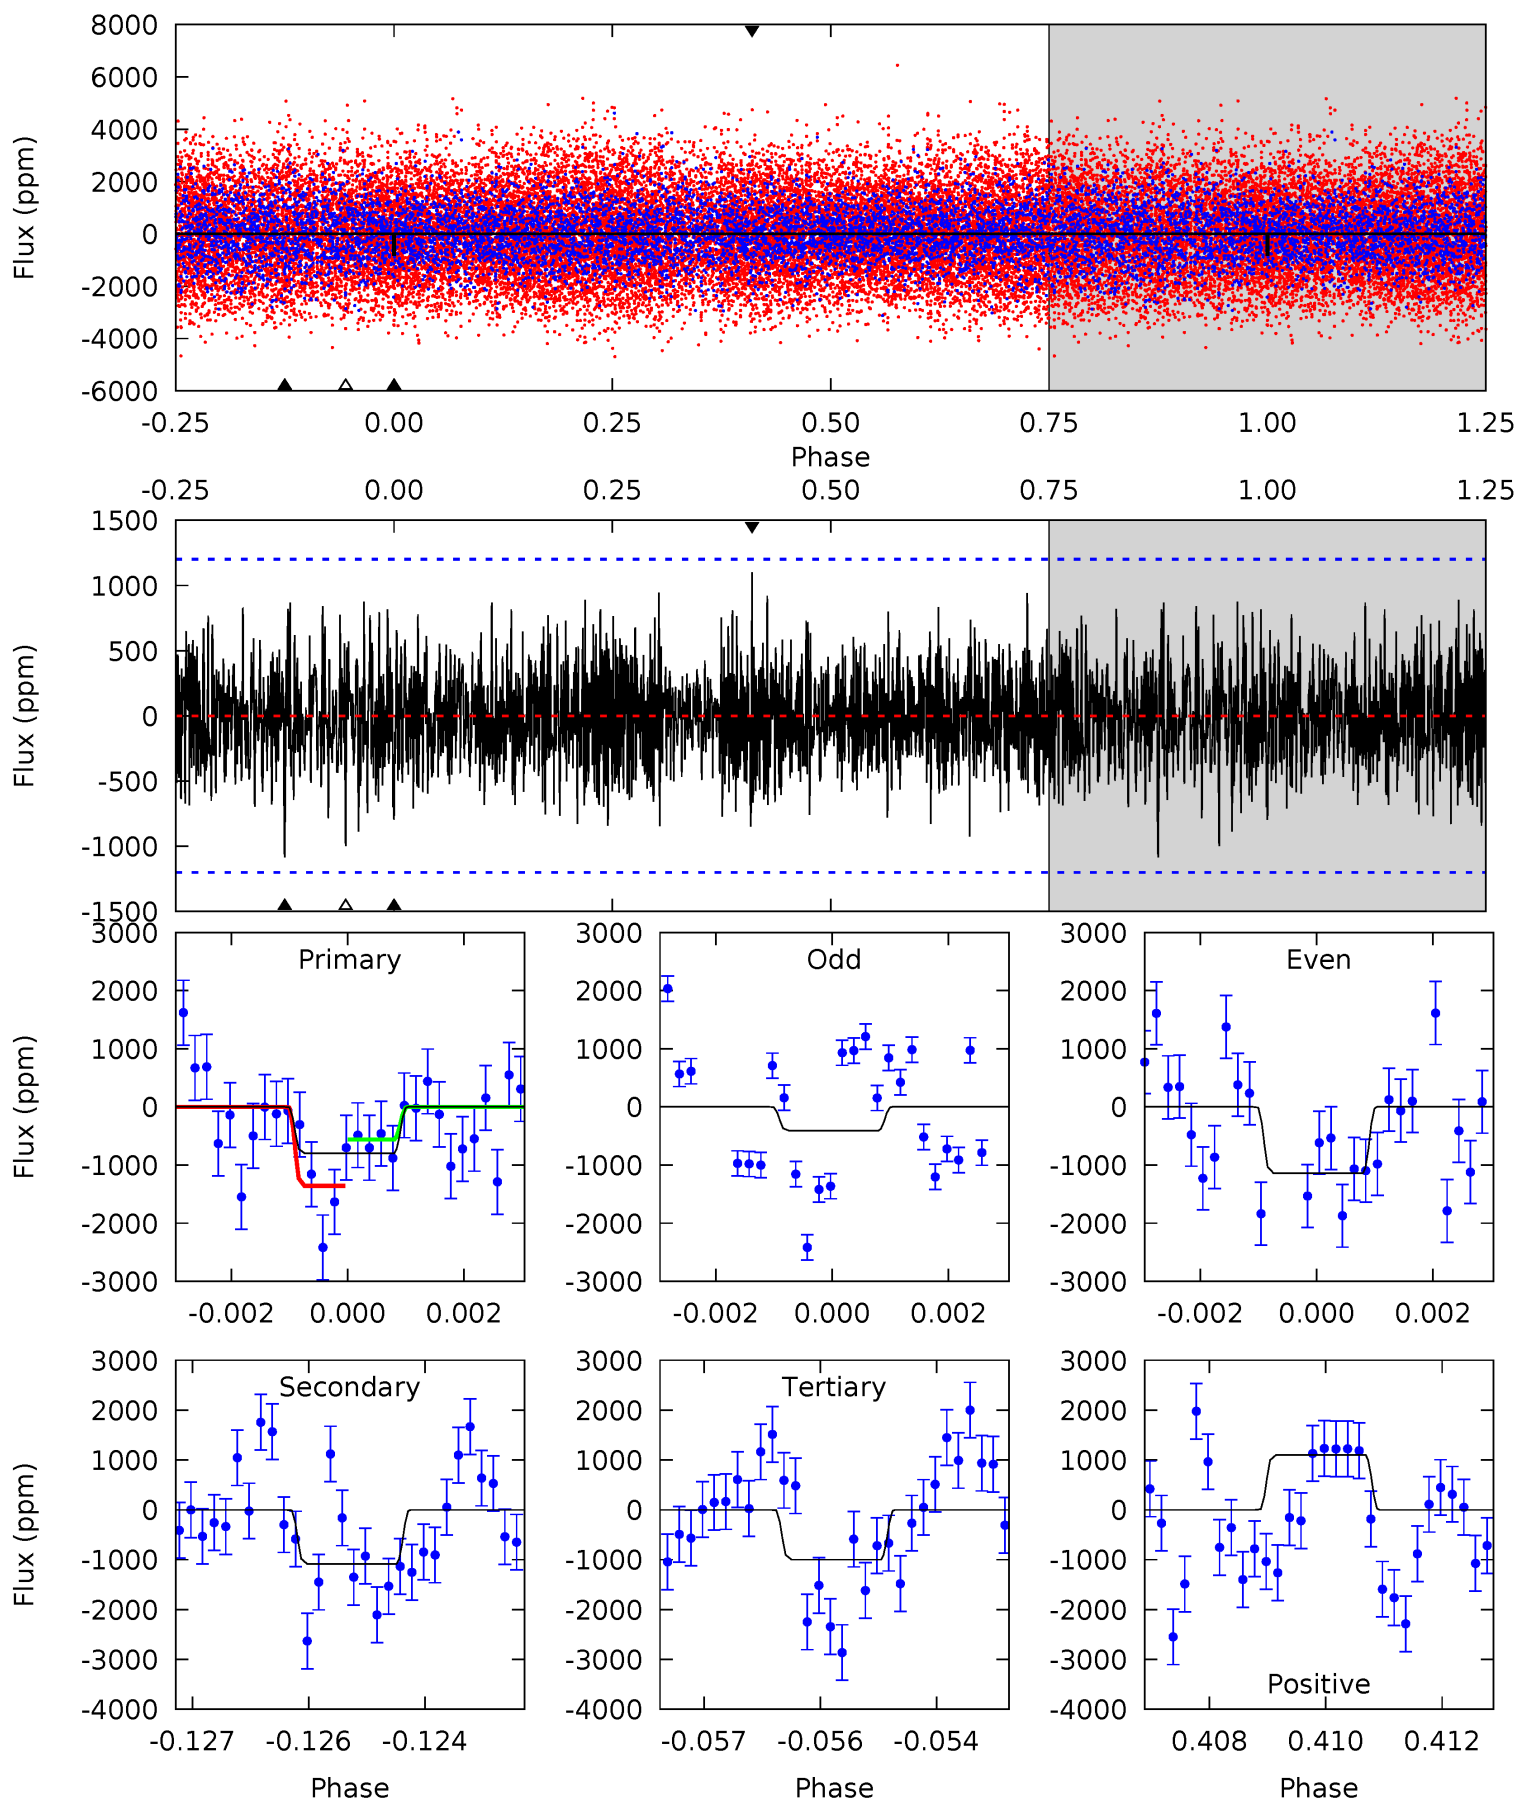 8000
6000
4000
2000
0
-2000
-4000
-6000
Flux (ppm)
-0.25 0.00 0.25 0.50 0.75 1.00 1.25
Phase
-0.25 0.00 0.25 0.50 0.75 1.00 1.25
1500
1000
500
0
-500
-1000
-1500
Flux (ppm)
Primary Odd Even
3000 3000 3000
2000 2000 2000
1000 1000 1000
0 0 0
-1000 -1000 -1000
-2000 -2000 -2000
-3000 -3000 -3000
Flux (ppm)
-0.002 0.000 0.002 -0.002 0.000 0.002 -0.002 0.000 0.002
Secondary Tertiary Positive
3000 3000 3000
2000 2000 2000
1000 1000 1000
0 0 0
-1000 -1000 -1000
-2000 -2000 -2000
-3000 -3000 -3000
-4000 -4000 -4000
Flux (ppm)
-0.127 -0.126 -0.124 -0.057 -0.056 -0.054 0.408 0.410 0.412
Phase Phase Phase